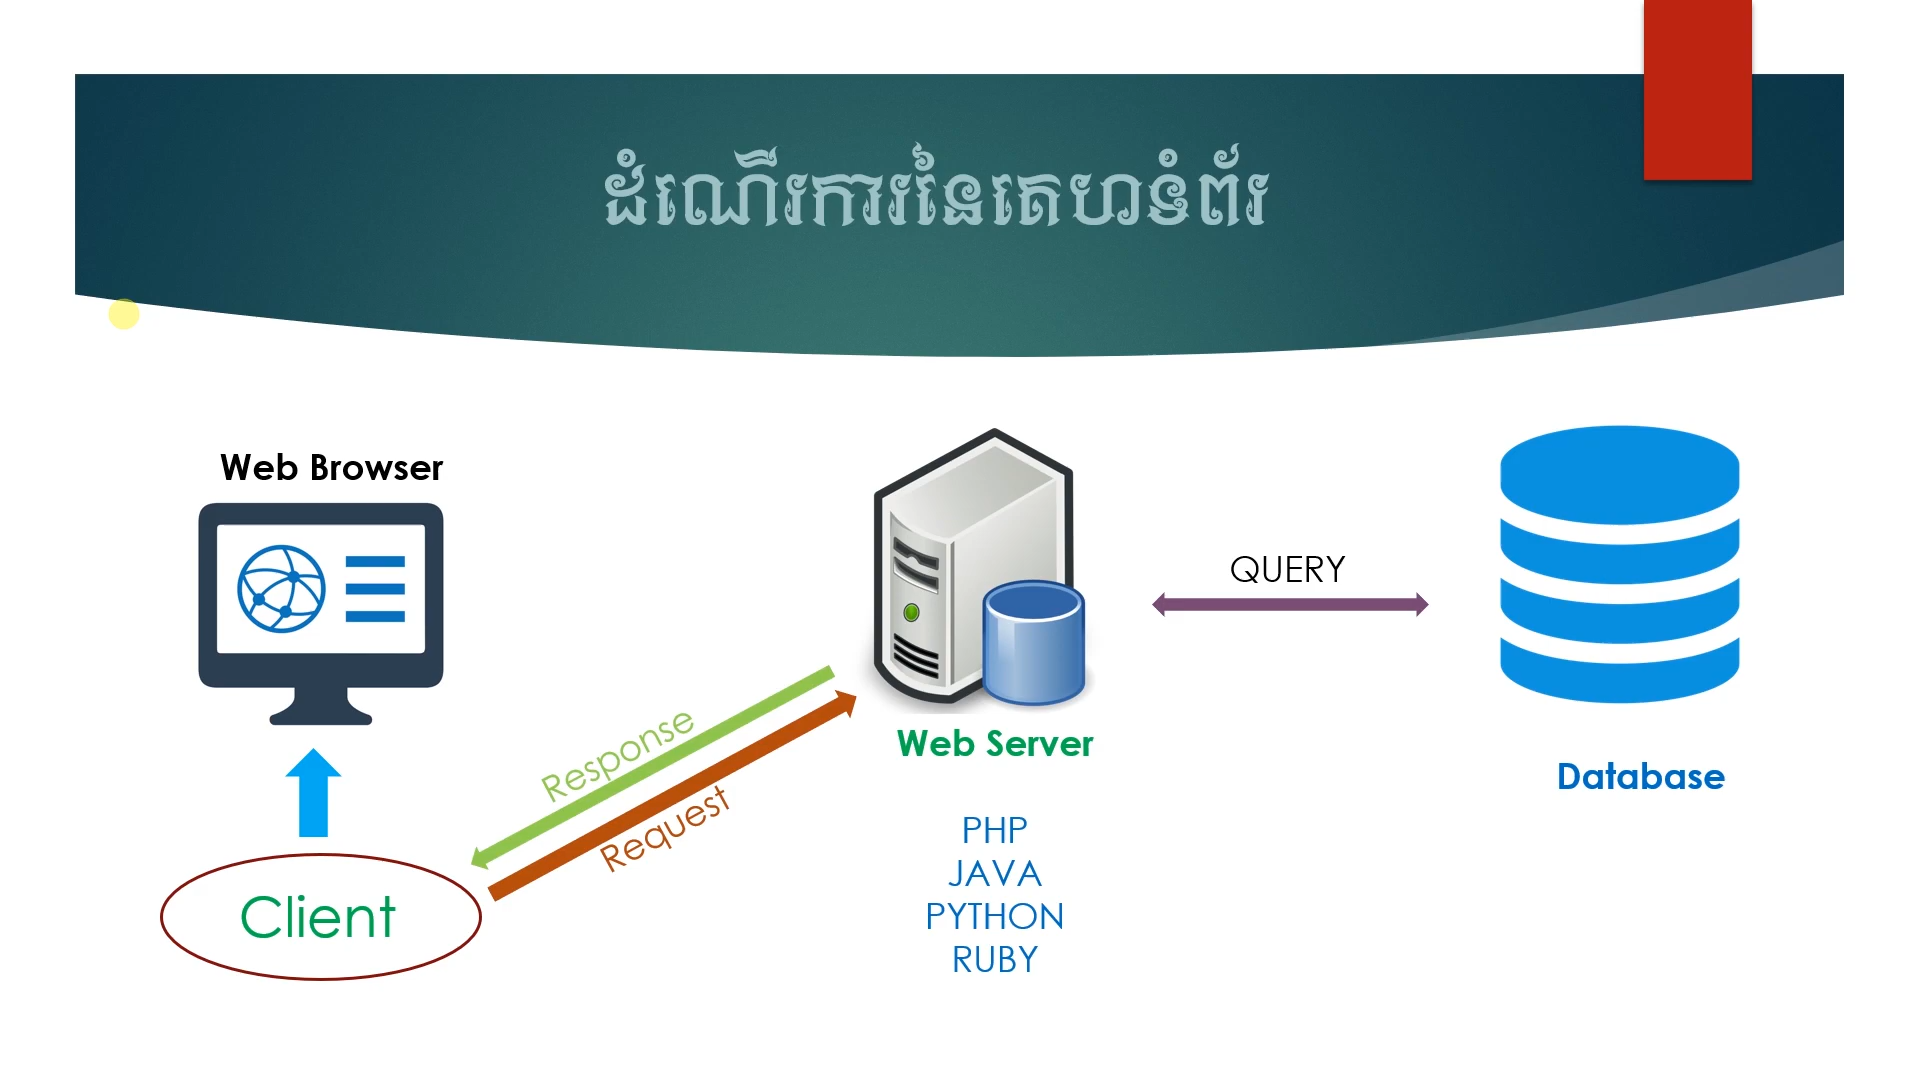 ដំណើរការនៃគេហទំព័រ
Web Browser
QUERY
Response
Request
Web Server
Database
PHP
JAVA
PYTHON
RUBY
Client